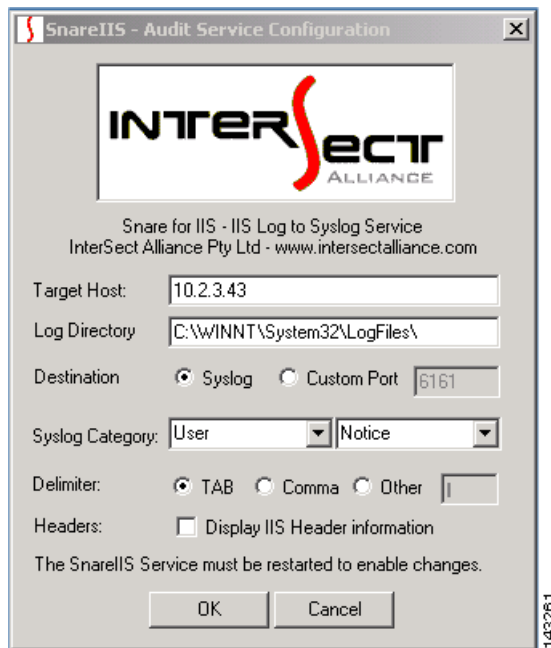 SnareIIS - Audit Service Configuration
INTERSECT
ALLIANCE
Snare for IIS - IIS Log to Syslog Service
InterSect Alliance Pty Ltd - www.intersectalliance.com
Target Host: 10.2.3.43
Log Directory C:\WINNT\System32\LogFiles\
Destination Syslog Custom Port 6161
Syslog Category: User Notice
Delimiter: TAB Comma Other |
Headers: Display IIS Header information
The SnareIIS Service must be restarted to enable changes.
OK Cancel
143261